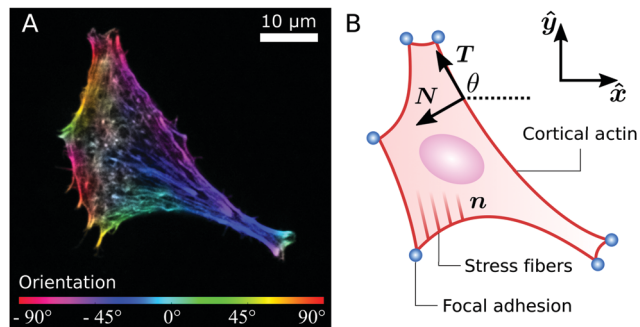 A
10 μm
Orientation
- 90° - 45° 0° 45° 90°
B
ŷ
x̂
T
N
θ
n
Cortical actin
Stress fibers
Focal adhesion